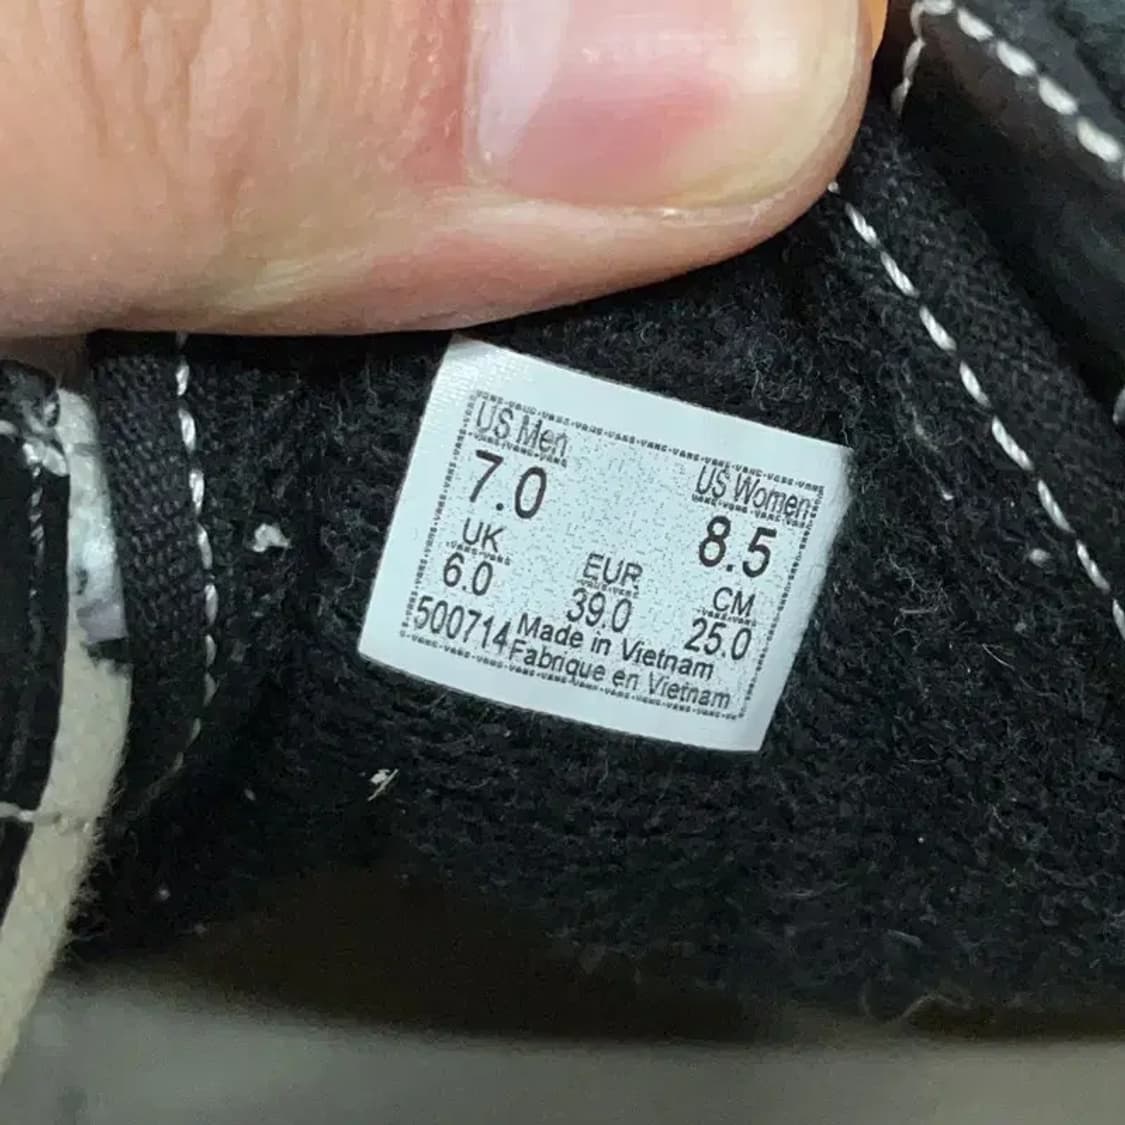 US Men
7.0
US Women
8.5
UK
6.0
EUR
39.0
CM
25.0
500714
Made in Vietnam
Fabrique en Vietnam